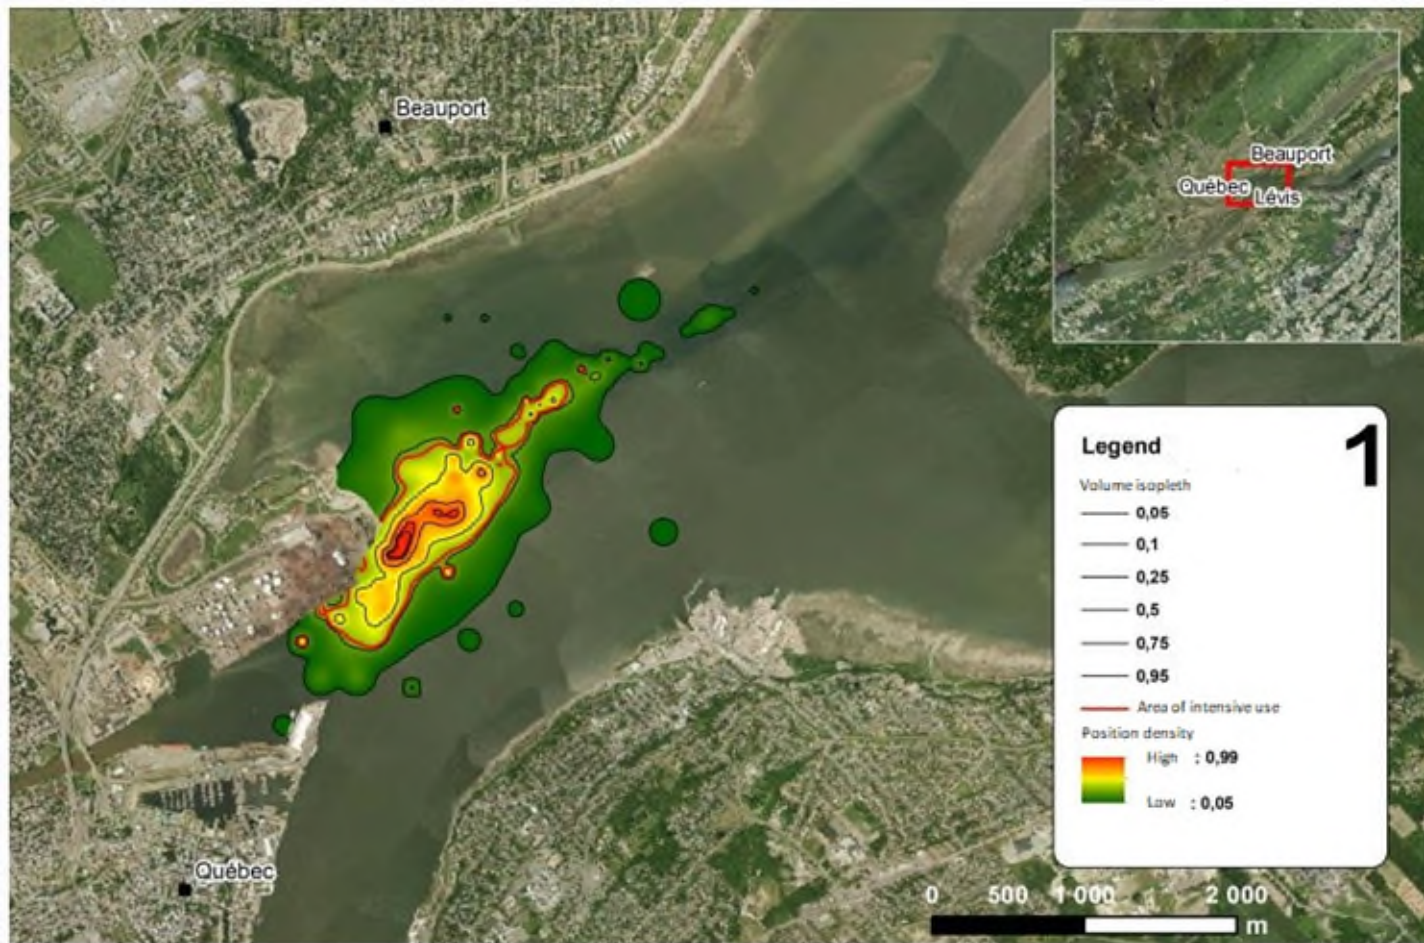 Beauport
Beauport
Québec
Lévis
Legend
1
Volume isopleth
0,05
0,1
0,25
0,5
0,75
0,95
Area of intensive use
Position density
High : 0,99
Low : 0,05
Québec
0 500 1 000 2 000
m